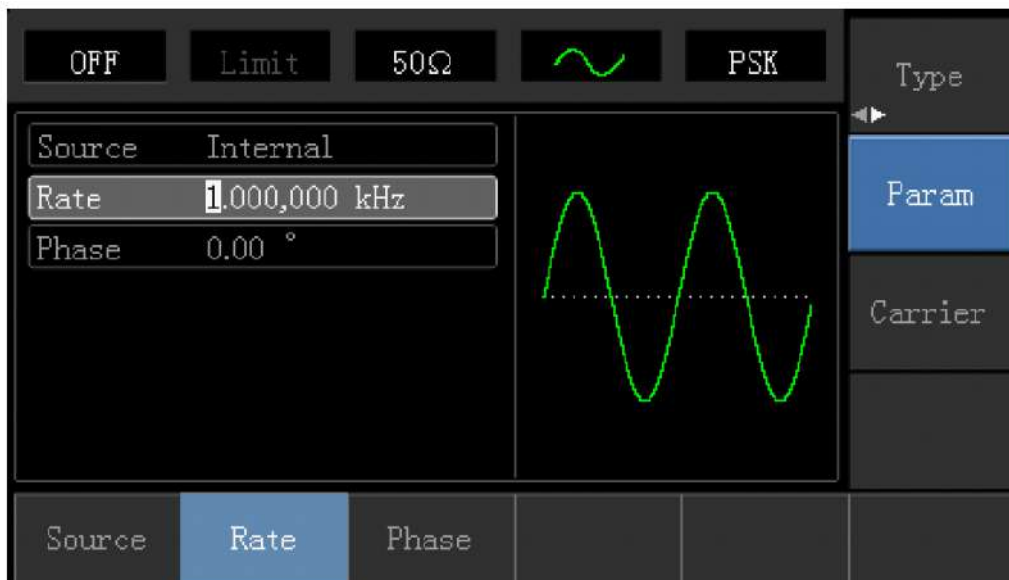 OFF Limit 50Ω PSK
Type
Source Internal
Rate 1.000,000 kHz
Phase 0.00 °
Param
Carrier
Source Rate Phase